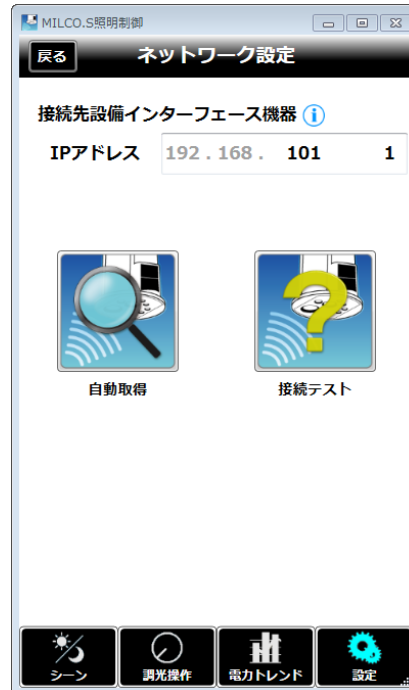 MILCO.S照明制御
戻る ネットワーク設定
接続先設備インターフェース機器 i
IPアドレス 192 . 168 . 101 1
自動取得 接続テスト
シーン 調光操作 電力トレンド 設定